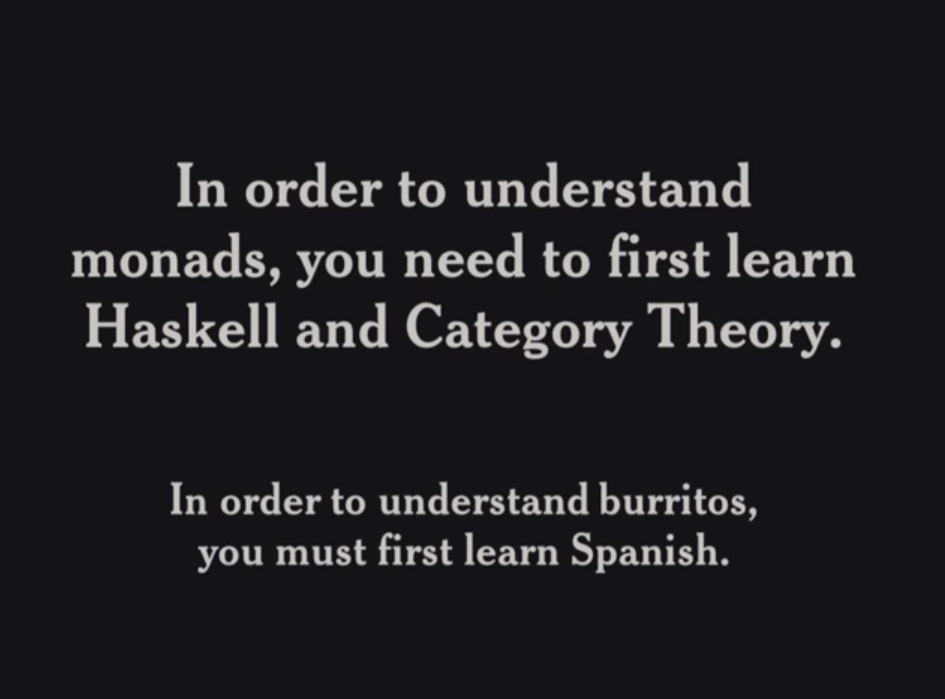 In order to understand
monads, you need to first learn
Haskell and Category Theory.
In order to understand burritos,
you must first learn Spanish.